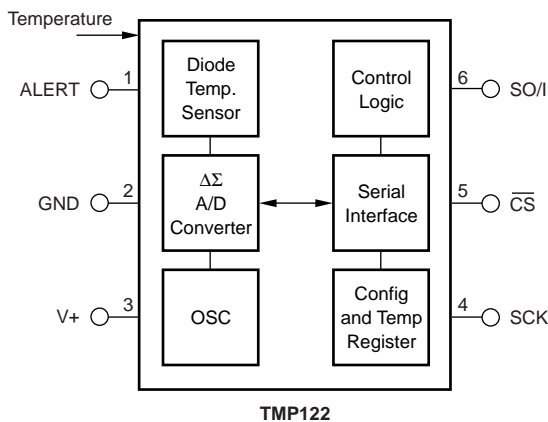 Temperature
ALERT
1
GND
2
V+
3
Diode
Temp.
Sensor
ΔΣ
A/D
Converter
OSC
Control
Logic
Serial
Interface
Config
and Temp
Register
6
SO/I
5
C̅S̅
4
SCK
TMP122